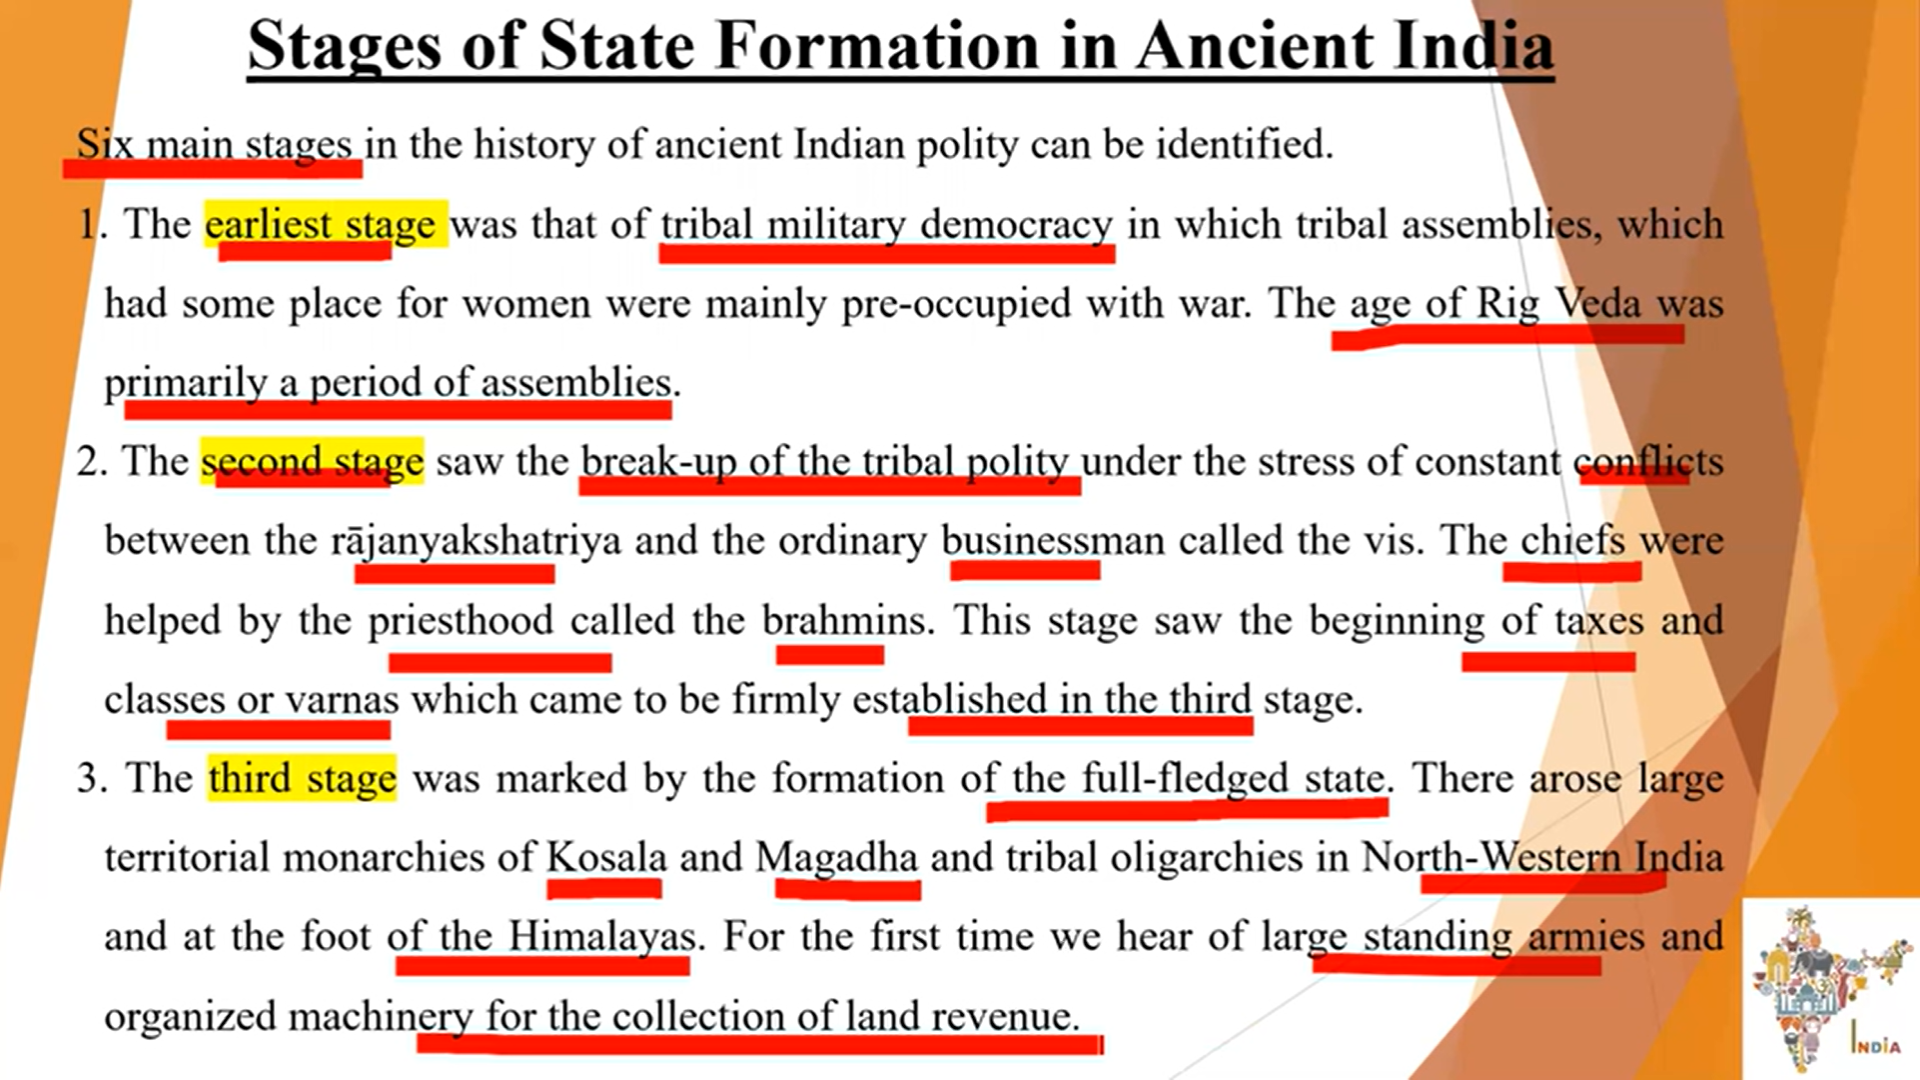 Stages of State Formation in Ancient India
Six main stages in the history of ancient Indian polity can be identified.
1. The earliest stage was that of tribal military democracy in which tribal assemblies, which
had some place for women were mainly pre-occupied with war. The age of Rig Veda was
primarily a period of assemblies.
2. The second stage saw the break-up of the tribal polity under the stress of constant conflicts
between the rājanyakshatriya and the ordinary businessman called the vis. The chiefs were
helped by the priesthood called the brahmins. This stage saw the beginning of taxes and
classes or varnas which came to be firmly established in the third stage.
3. The third stage was marked by the formation of the full-fledged state. There arose large
territorial monarchies of Kosala and Magadha and tribal oligarchies in North-Western India
and at the foot of the Himalayas. For the first time we hear of large standing armies and
organized machinery for the collection of land revenue.
INDIA